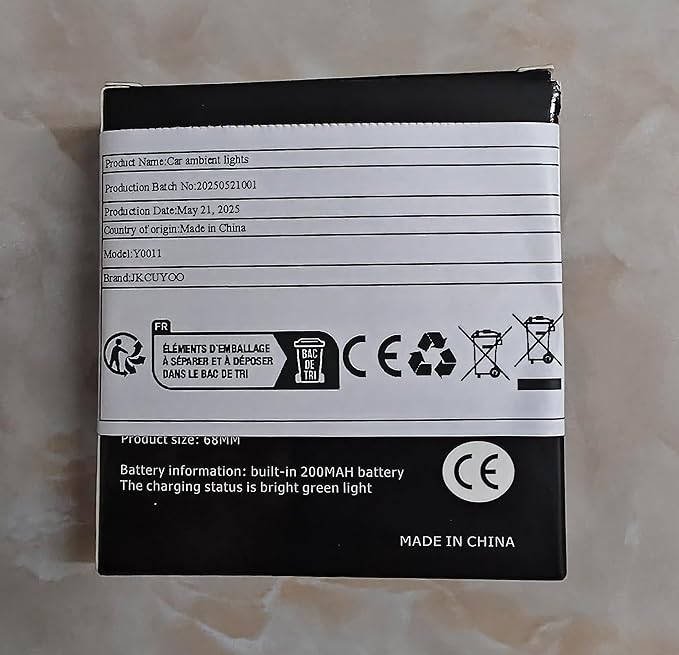 Product Name:Car ambient lights
Production Batch No:20250521001
Production Date:May 21, 2025
Country of origin:Made in China
Model:Y0011
Brand:JKCUYOO
FR
ÉLÉMENTS D'EMBALLAGE
À SÉPARER ET À DÉPOSER
DANS LE BAC DE TRI
BAC
DE
TRI
CE
Product size: 68MM
Battery information: built-in 200MAH battery
The charging status is bright green light
CE
MADE IN CHINA